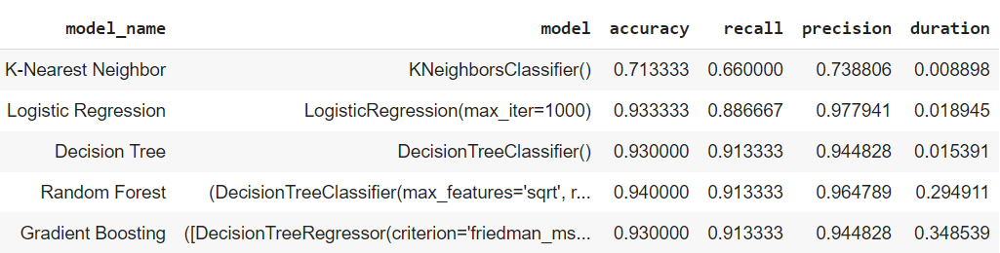 model_name model accuracy recall precision duration
K-Nearest Neighbor KNeighborsClassifier() 0.713333 0.660000 0.738806 0.008898
Logistic Regression LogisticRegression(max_iter=1000) 0.933333 0.886667 0.977941 0.018945
Decision Tree DecisionTreeClassifier() 0.930000 0.913333 0.944828 0.015391
Random Forest (DecisionTreeClassifier(max_features='sqrt', r... 0.940000 0.913333 0.964789 0.294911
Gradient Boosting ([DecisionTreeRegressor(criterion='friedman_ms... 0.930000 0.913333 0.944828 0.348539